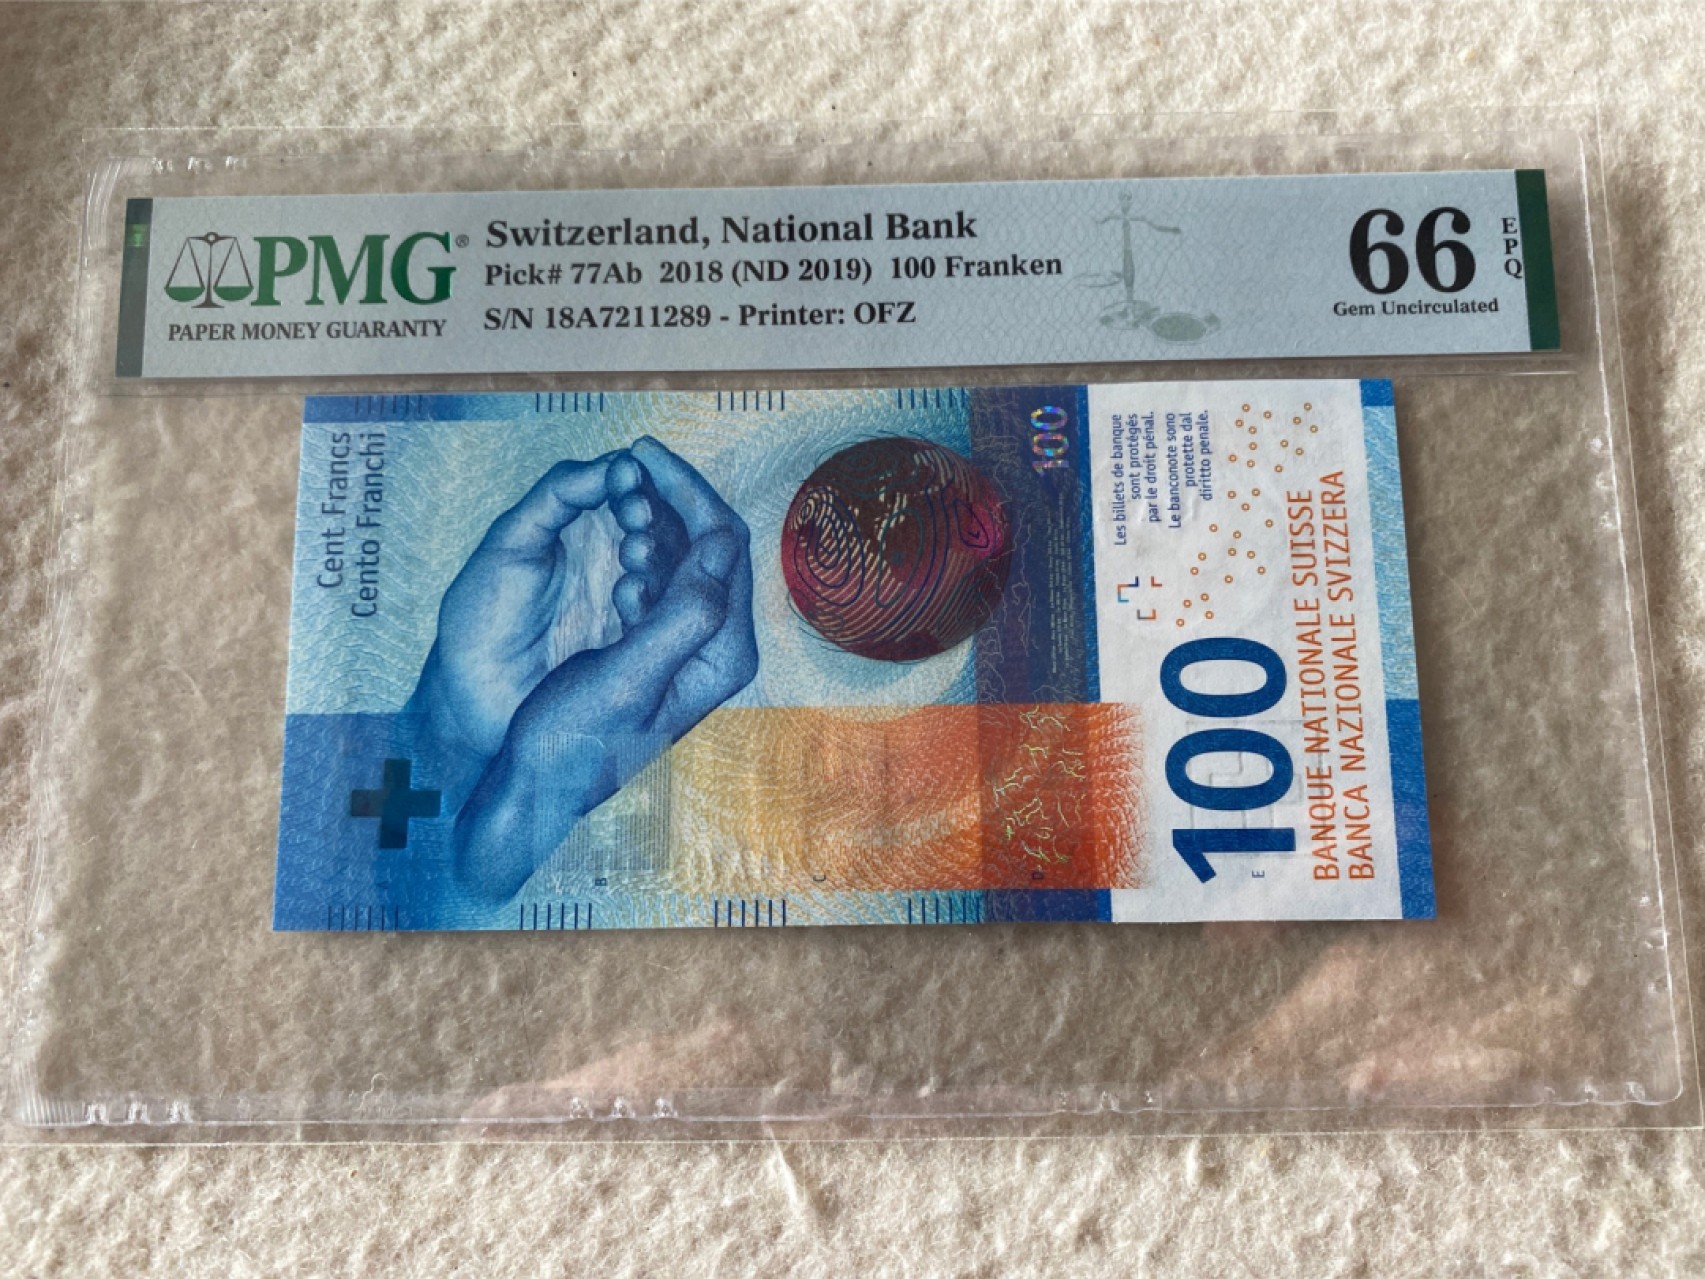 PMG®
PAPER MONEY GUARANTY
Switzerland, National Bank
Pick# 77Ab 2018 (ND 2019) 100 Franken
S/N 18A7211289 - Printer: OFZ
66
EPQ
Gem Uncirculated
Cent Francs
Cento Franchi
100
Les billets de banque
sont protégés
par le droit pénal.
Le banconote sono
protette dal
diritto penale.
100
BANQUE NATIONALE SUISSE
BANCA NAZIONALE SVIZZERA
B
C
D
E